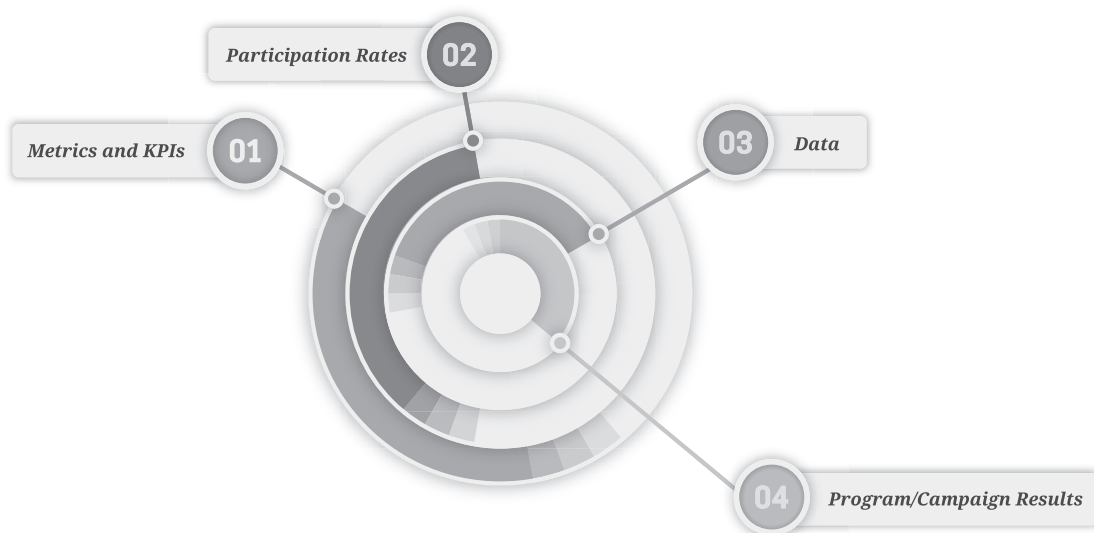 01
Metrics and KPIs
02
Participation Rates
03
Data
04
Program/Campaign Results